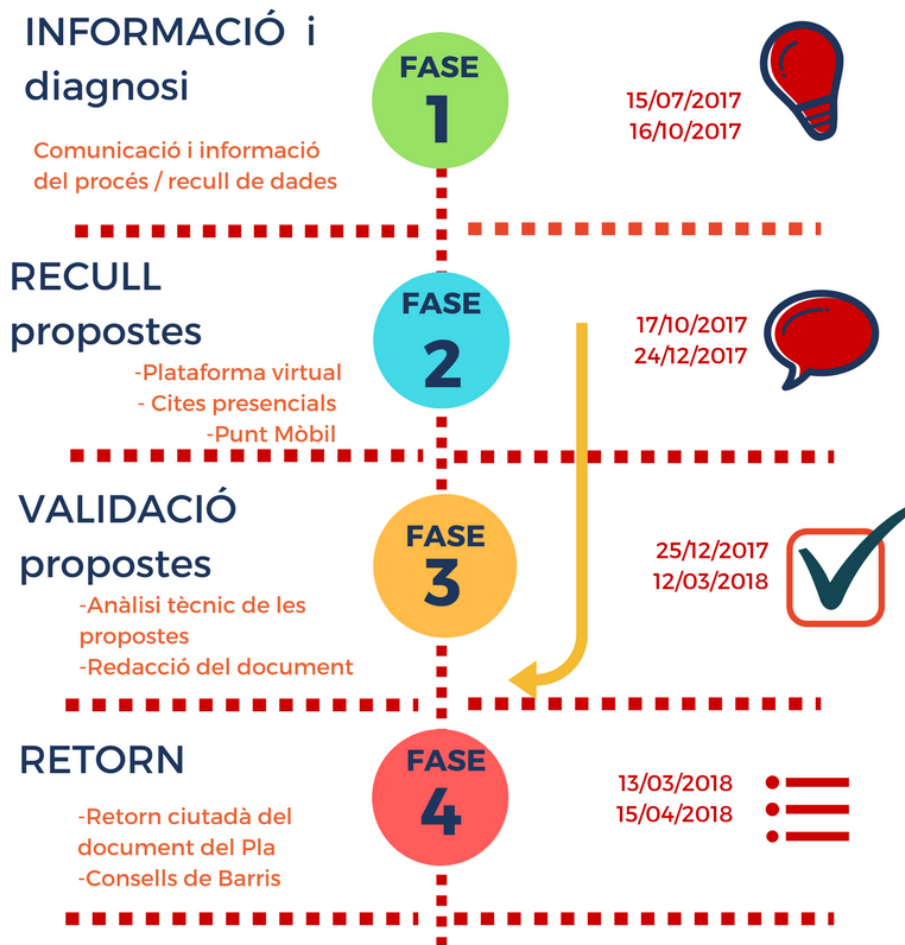 INFORMACIÓ i
diagnosi
Comunicació i informació
del procés / recull de dades
FASE
1
15/07/2017
16/10/2017
RECULL
propostes
-Plataforma virtual
- Cites presencials
-Punt Mòbil
FASE
2
17/10/2017
24/12/2017
VALIDACIÓ
propostes
-Anàlisi tècnic de les
propostes
-Redacció del document
FASE
3
25/12/2017
12/03/2018
RETORN
-Retorn ciutadà del
document del Pla
-Consells de Barris
FASE
4
13/03/2018
15/04/2018